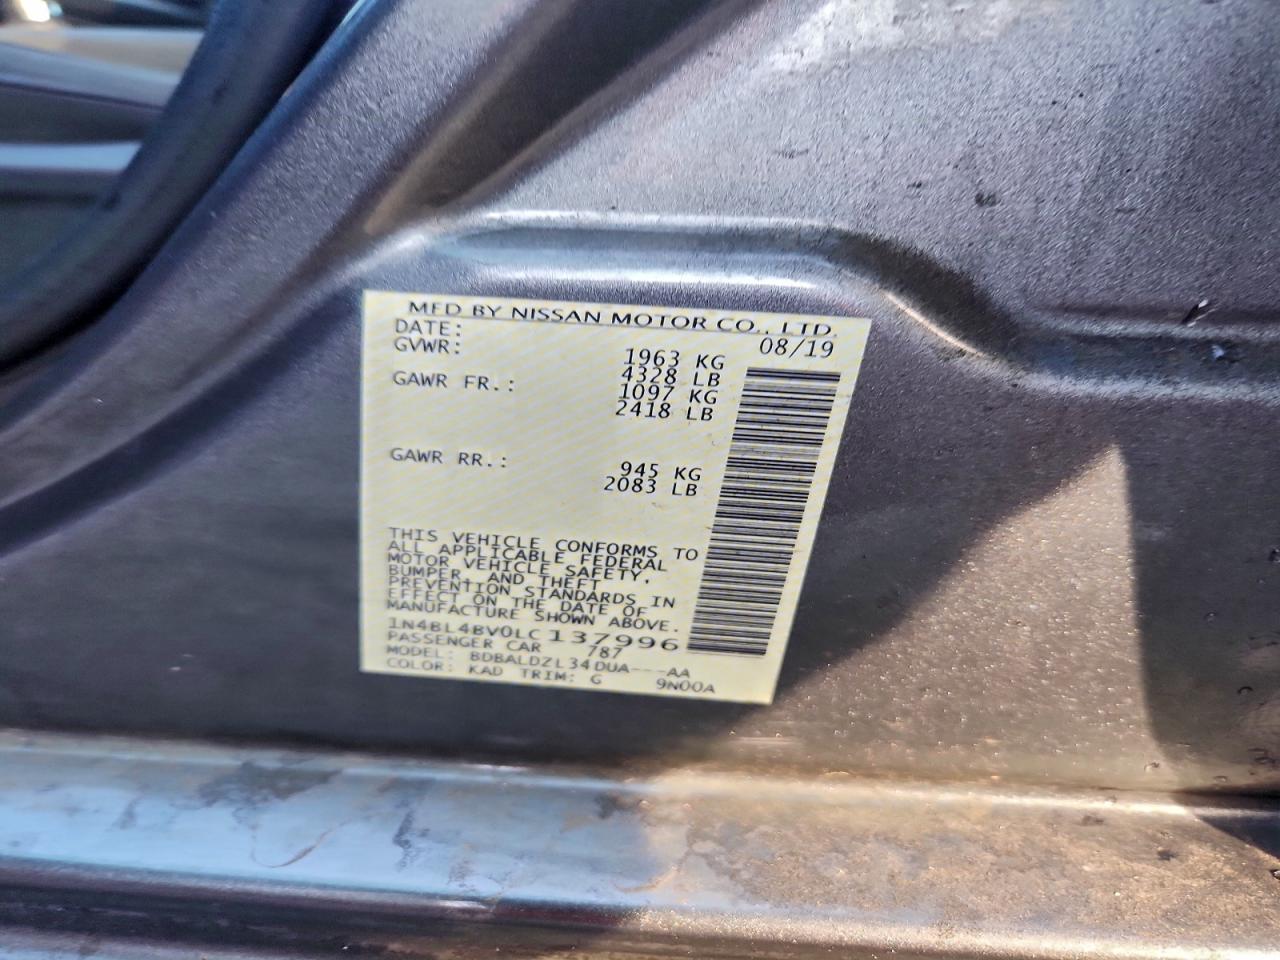 MFD BY NISSAN MOTOR CO., LTD.
DATE: 08/19
GVWR: 1963 KG
4328 LB
GAWR FR.: 1097 KG
2418 LB
GAWR RR.: 945 KG
2083 LB
THIS VEHICLE CONFORMS TO
ALL APPLICABLE FEDERAL
MOTOR VEHICLE SAFETY,
BUMPER, AND THEFT
PREVENTION STANDARDS IN
EFFECT ON THE DATE OF
MANUFACTURE SHOWN ABOVE.
1N4BL4BV0LC137996
PASSENGER CAR 787
MODEL: BDBALDZL34DUA---AA
COLOR: KAD TRIM: G 9N00A